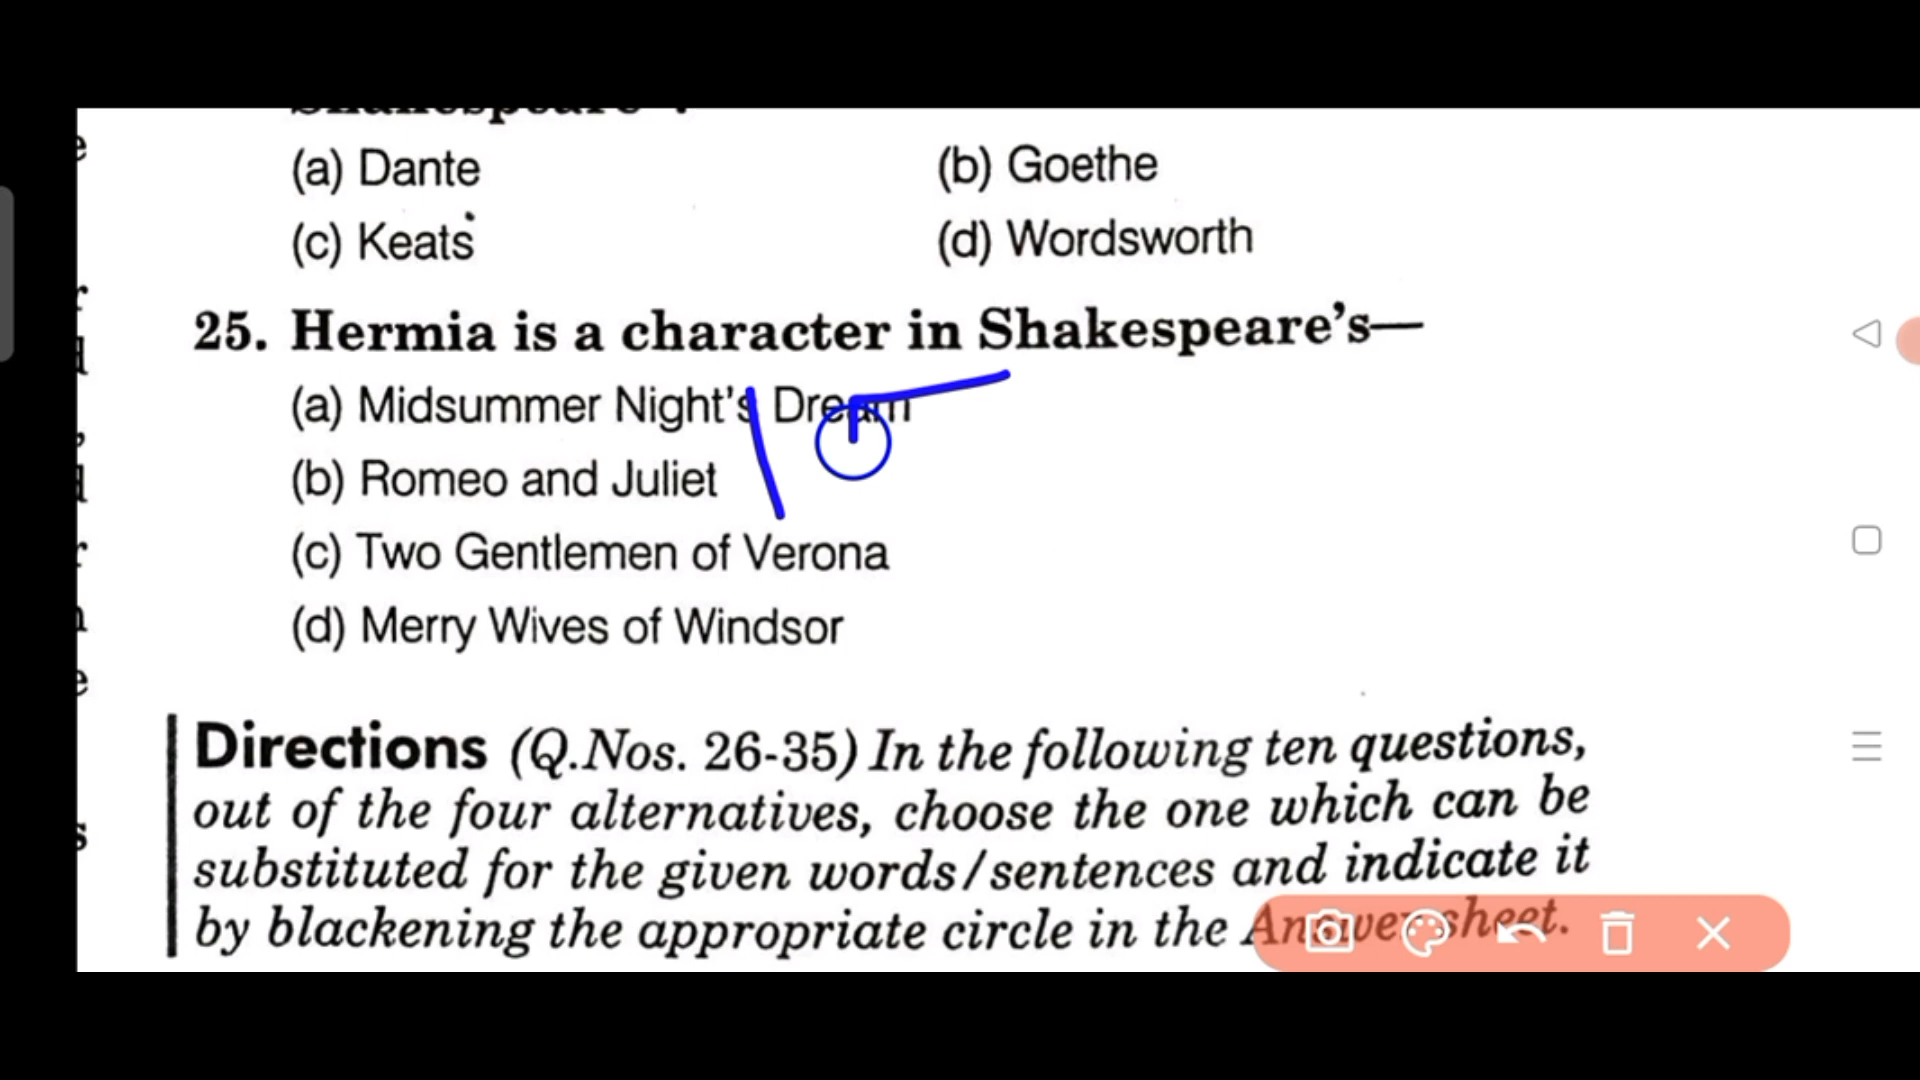 (a) Dante (b) Goethe
(c) Keats (d) Wordsworth
25. Hermia is a character in Shakespeare's—
(a) Midsummer Night's Dream
(b) Romeo and Juliet
(c) Two Gentlemen of Verona
(d) Merry Wives of Windsor
Directions (Q.Nos. 26-35) In the following ten questions,
out of the four alternatives, choose the one which can be
substituted for the given words/sentences and indicate it
by blackening the appropriate circle in the Answer sheet.